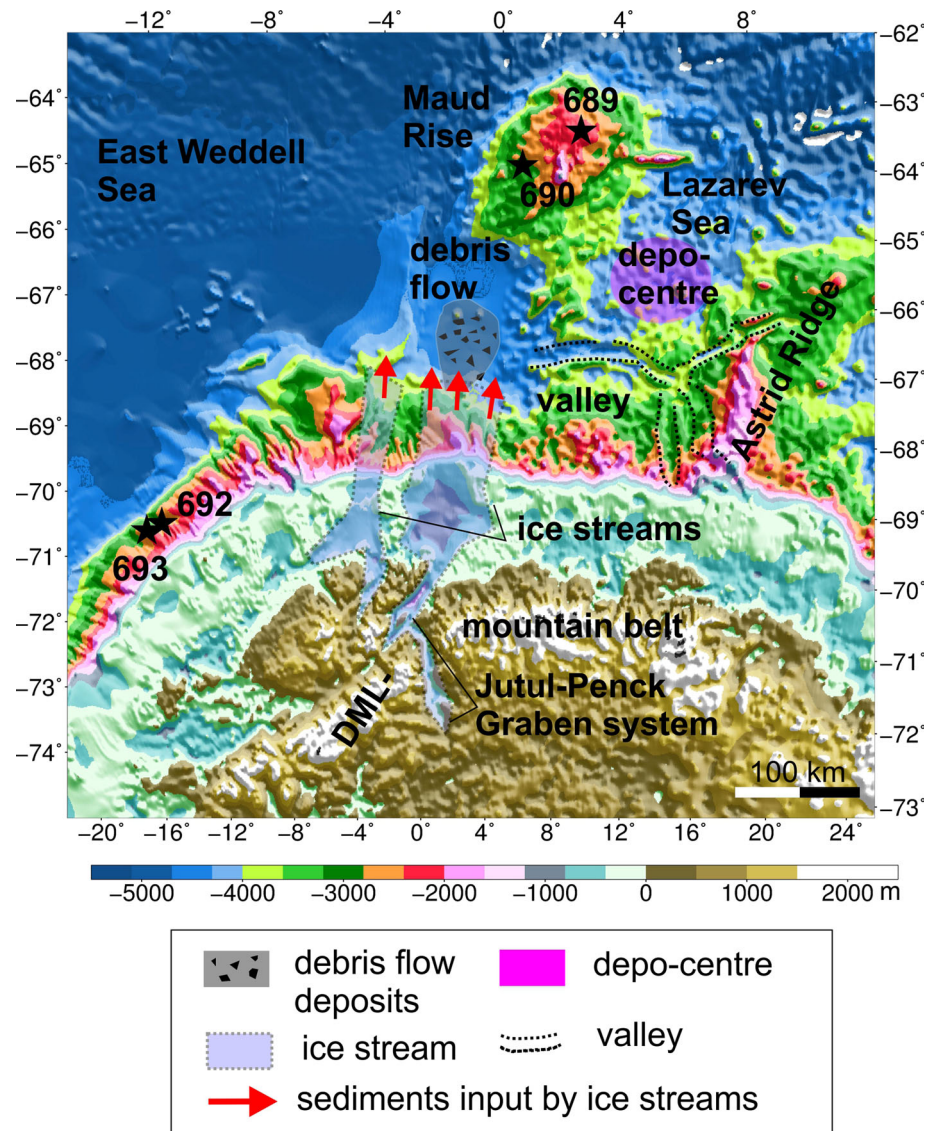 −12° −8° −4° 0 4° 8°
−62°
−64°
−63°
−65°
−64°
−66°
−65°
−67°
−66°
−68°
−67°
−69°
−68°
−70°
−69°
−71°
−70°
−72°
−71°
−73°
−72°
−74°
−73°
Maud
Rise
689
690
East Weddell
Sea
Lazarev
Sea
debris
flow
depo-
centre
valley
Astrid Ridge
692
693
ice streams
mountain belt
DML-
Jutul-Penck
Graben system
100 km
−20° −16° −8° −4° 0° 4° 8° 12° 16° 20° 24°
−5000 −4000 −3000 −2000 −1000 0 1000 2000 m
debris flow
deposits
depo-centre
ice stream
valley
sediments input by ice streams